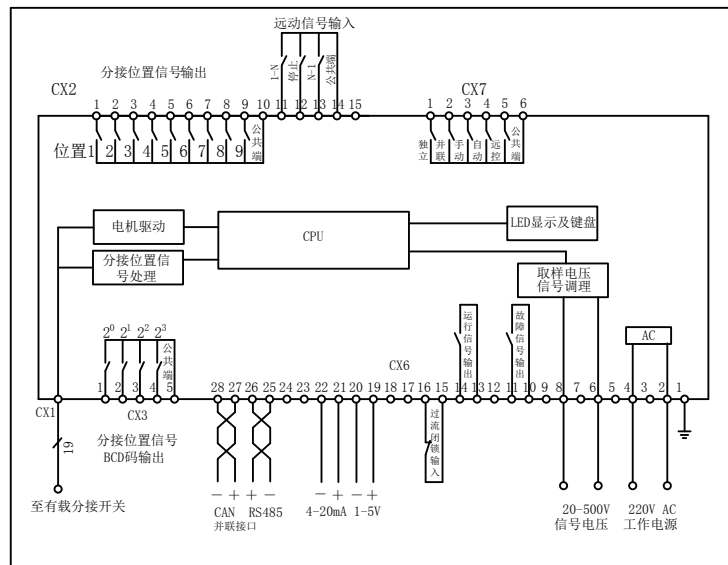 远动信号输入
CX2
分接位置信号输出
1-N
停止
N-1
公共端
CX7
1 2 3 4 5 6 7 8 9 10 11 12 13 14 15
1 2 3 4 5 6
位置1 2 3 4 5 6 7 8 9 公共端
独立 并联 手动 自动 远控 公共端
电机驱动
CPU
LED显示及键盘
分接位置信
号处理
取样电压
信号调理
2⁰ 2¹ 2² 2³ 公共端
运行信号输出
故障信号输出
AC
CX6
1 2 3 4 5
28 27 26 25 24 23 22 21 20 19 18 17 16 15 14 13 12 11 10 9 8 7 6 5 4 3 2 1
CX1
CX3
19
分接位置信号
BCD码输出
过流闭锁输入
至有载分接开关
− + − +
CAN RS485
并联接口
− + − +
4-20mA 1-5V
20-500V
信号电压
220V AC
工作电源